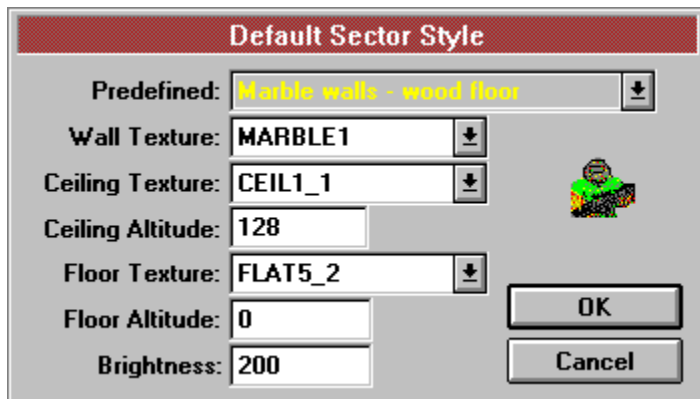 Default Sector Style
Predefined: Marble walls - wood floor
Wall Texture: MARBLE1
Ceiling Texture: CEIL1_1
Ceiling Altitude: 128
Floor Texture: FLAT5_2
Floor Altitude: 0
OK
Brightness: 200
Cancel